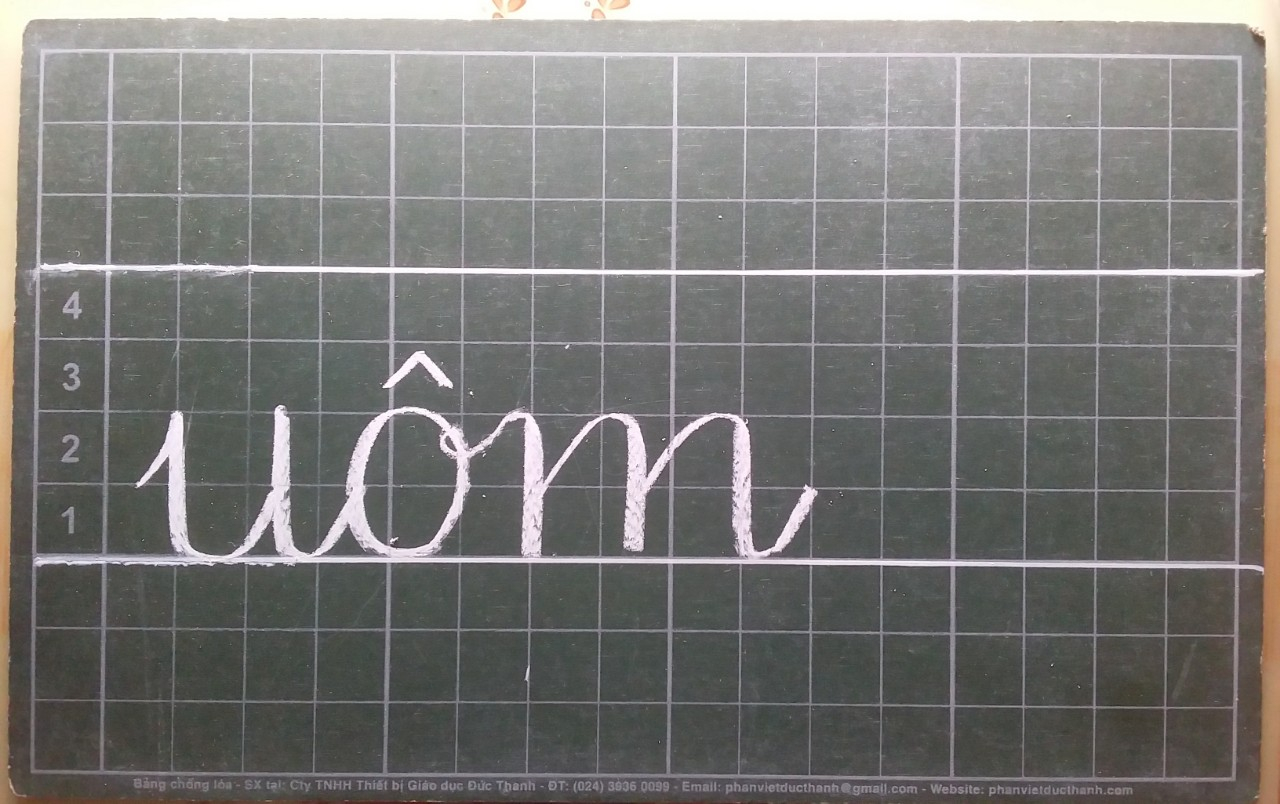 4
3
2
1
uôm
Bảng chống lóa - SX tại: Cty TNHH Thiết bị Giáo dục Đức Thanh - ĐT: (024) 3936 0099 - Email: phanvietducthanh@gmail.com - Website: phanvietducthanh.com